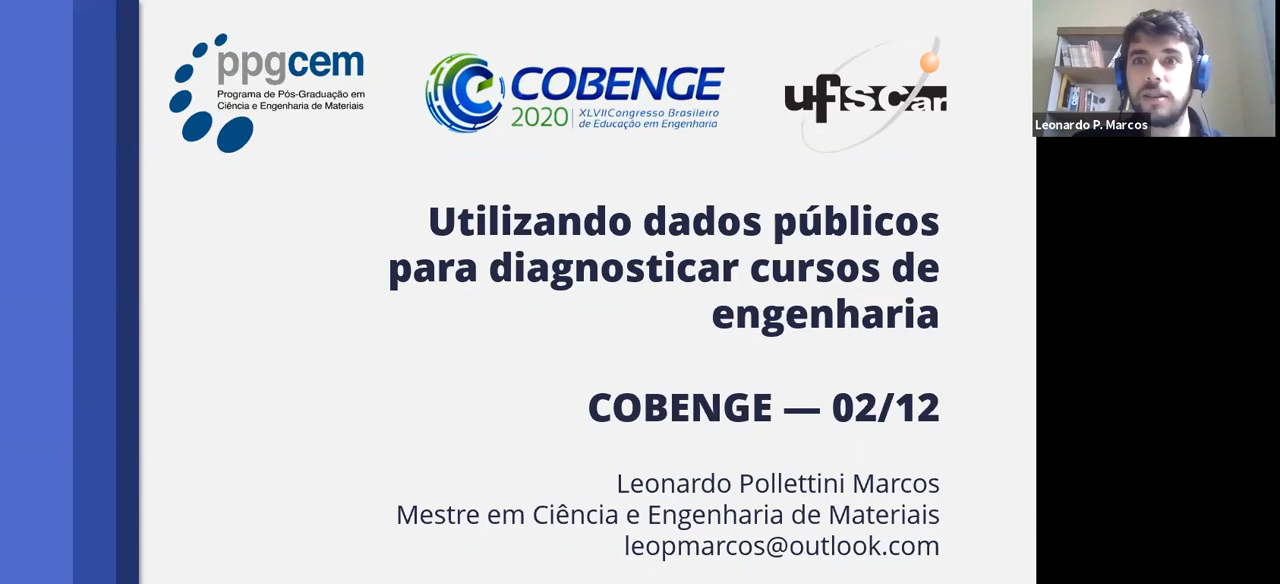 ppgcem
Programa de Pós-Graduação em
Ciência e Engenharia de Materiais
COBENGE
2020
XLVIICongresso Brasileiro
de Educação em Engenharia
ufscar
Leonardo P. Marcos
Utilizando dados públicos
para diagnosticar cursos de
engenharia
COBENGE — 02/12
Leonardo Pollettini Marcos
Mestre em Ciência e Engenharia de Materiais
leopmarcos@outlook.com